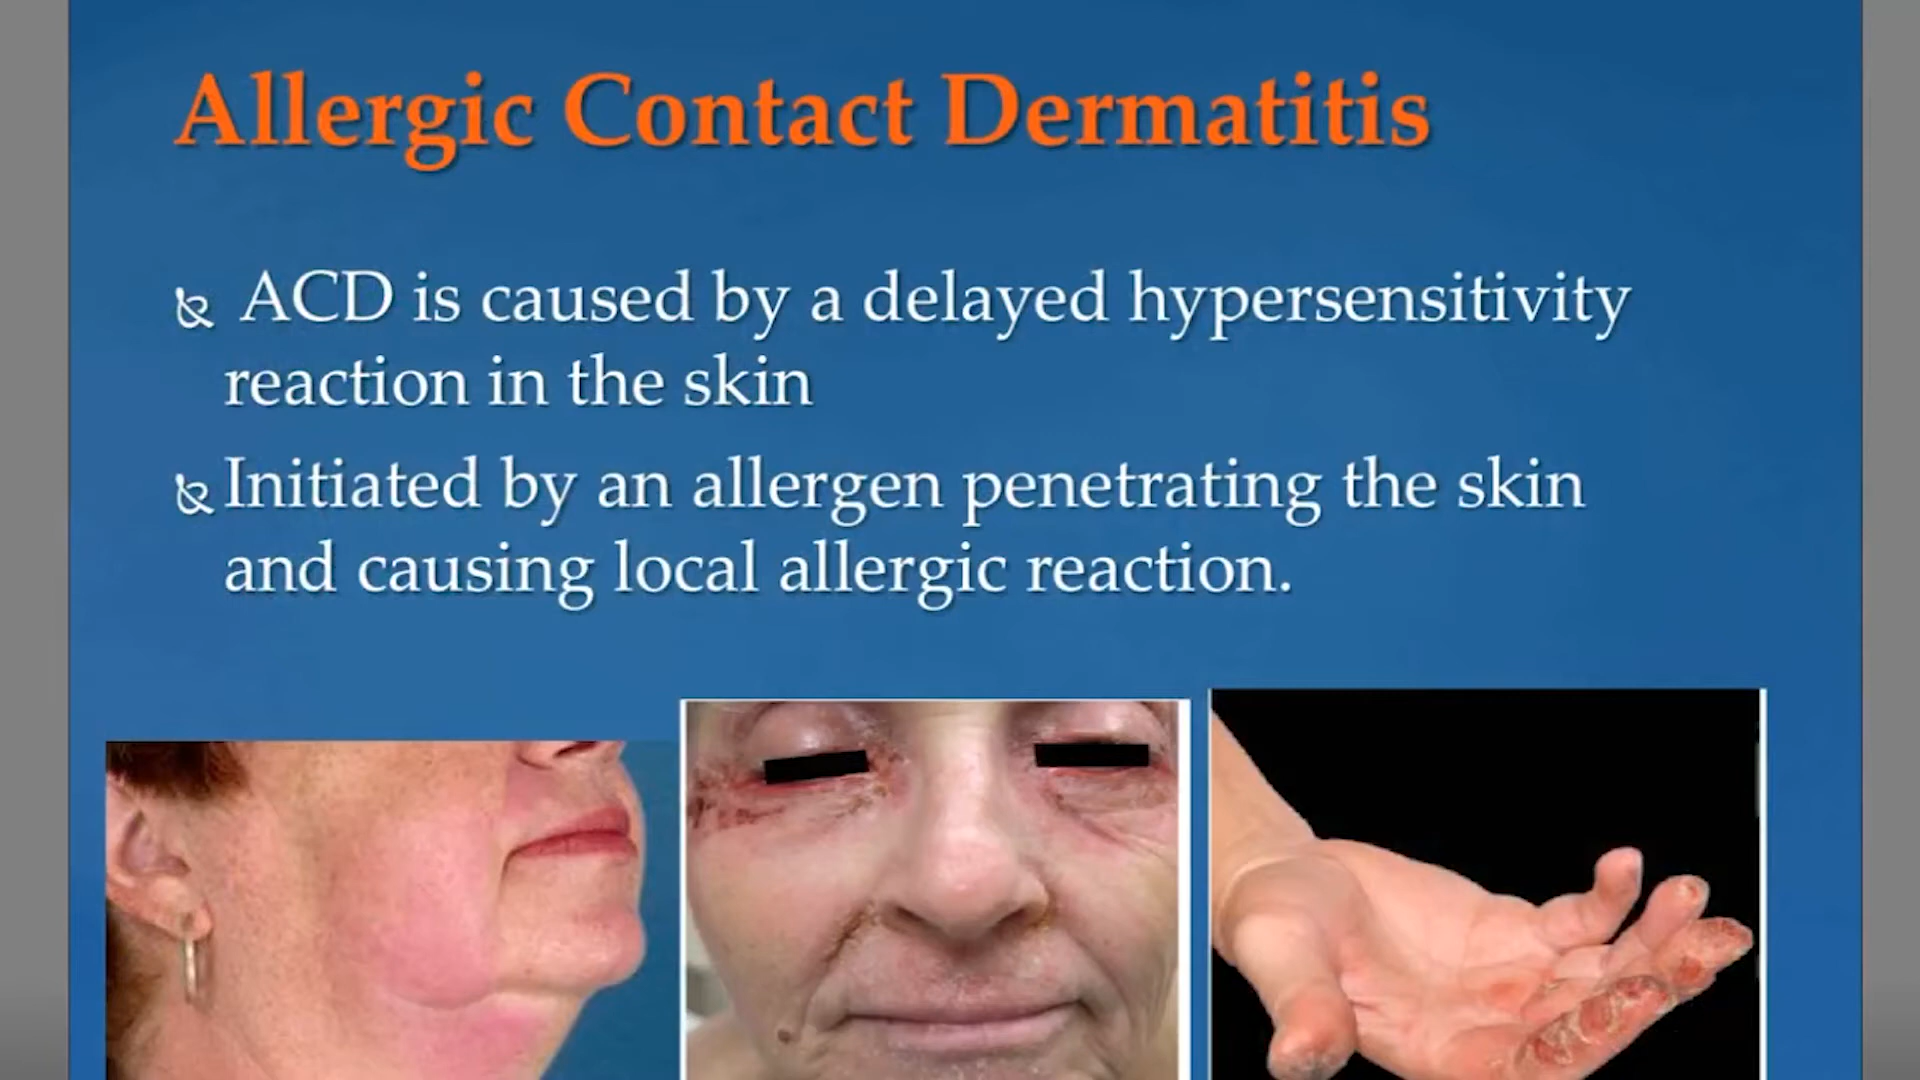 Allergic Contact Dermatitis
ACD is caused by a delayed hypersensitivity
reaction in the skin
Initiated by an allergen penetrating the skin
and causing local allergic reaction.